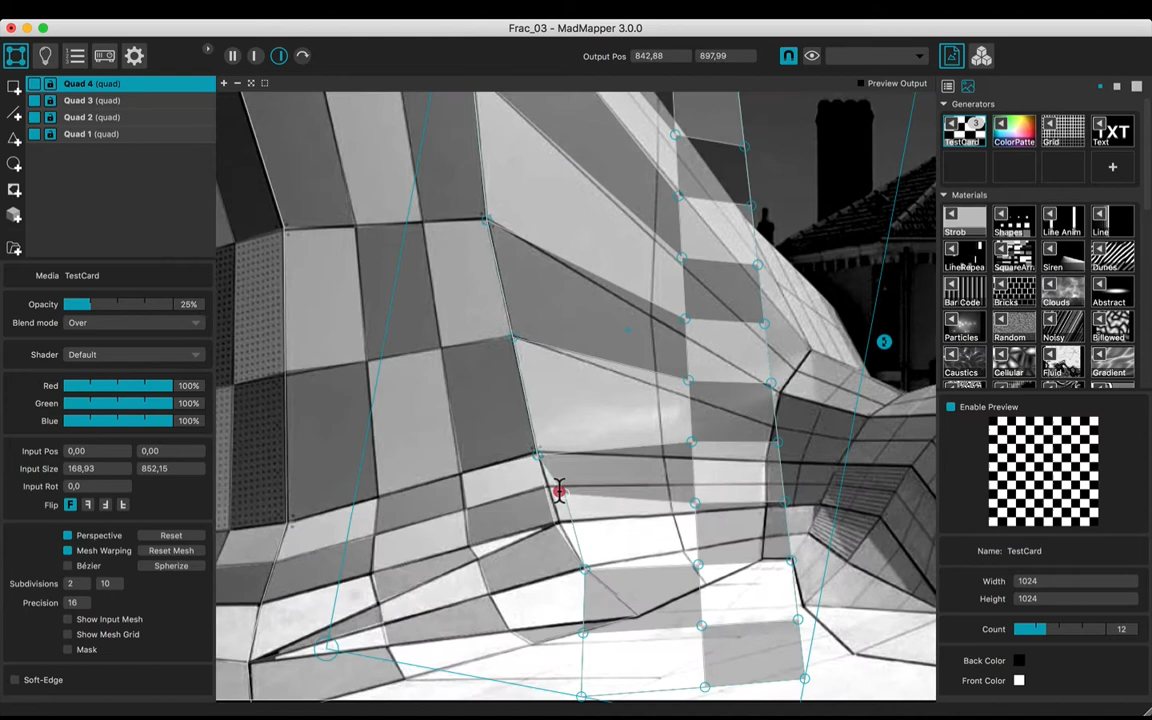 Frac_03 - MadMapper 3.0.0
Output Pos 842,88 897,99
Preview Output
Quad 4 (quad)
Quad 3 (quad)
Quad 2 (quad)
Quad 1 (quad)
Media TestCard
Opacity 25%
Blend mode Over
Shader Default
Red 100%
Green 100%
Blue 100%
Input Pos 0,00 0,00
Input Size 168,93 852,15
Input Rot 0,0
Flip F
Perspective Reset
Mesh Warping Reset Mesh
Bézier Spherize
Subdivisions 2 10
Precision 16
Show Input Mesh
Show Mesh Grid
Mask
Soft-Edge
Generators
3
TXT
TestCard ColorPatte Grid Text
Materials
Strob Shapes Line Anim Line
LineRepea SquareArra Siren Dunes
Bar Code Bricks Clouds Abstract
Particles Random Noisy Billowed
Caustics Cellular Fluid Gradient
Enable Preview
Name: TestCard
Width 1024
Height 1024
Count 12
Back Color
Front Color